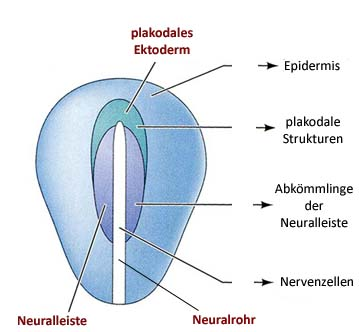 plakodales
Ektoderm
Epidermis
plakodale
Strukturen
Abkömmlinge
der
Neuralleiste
Nervenzellen
Neuralleiste
Neuralrohr